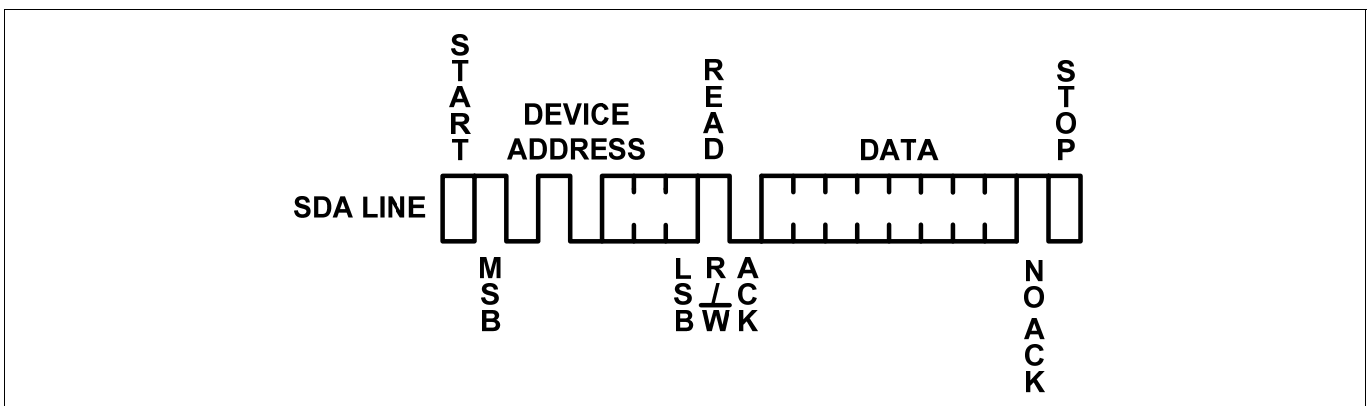 START
DEVICE
ADDRESS
READ
DATA
STOP
SDA LINE
MSB
LSB
R/W
ACK
NO ACK